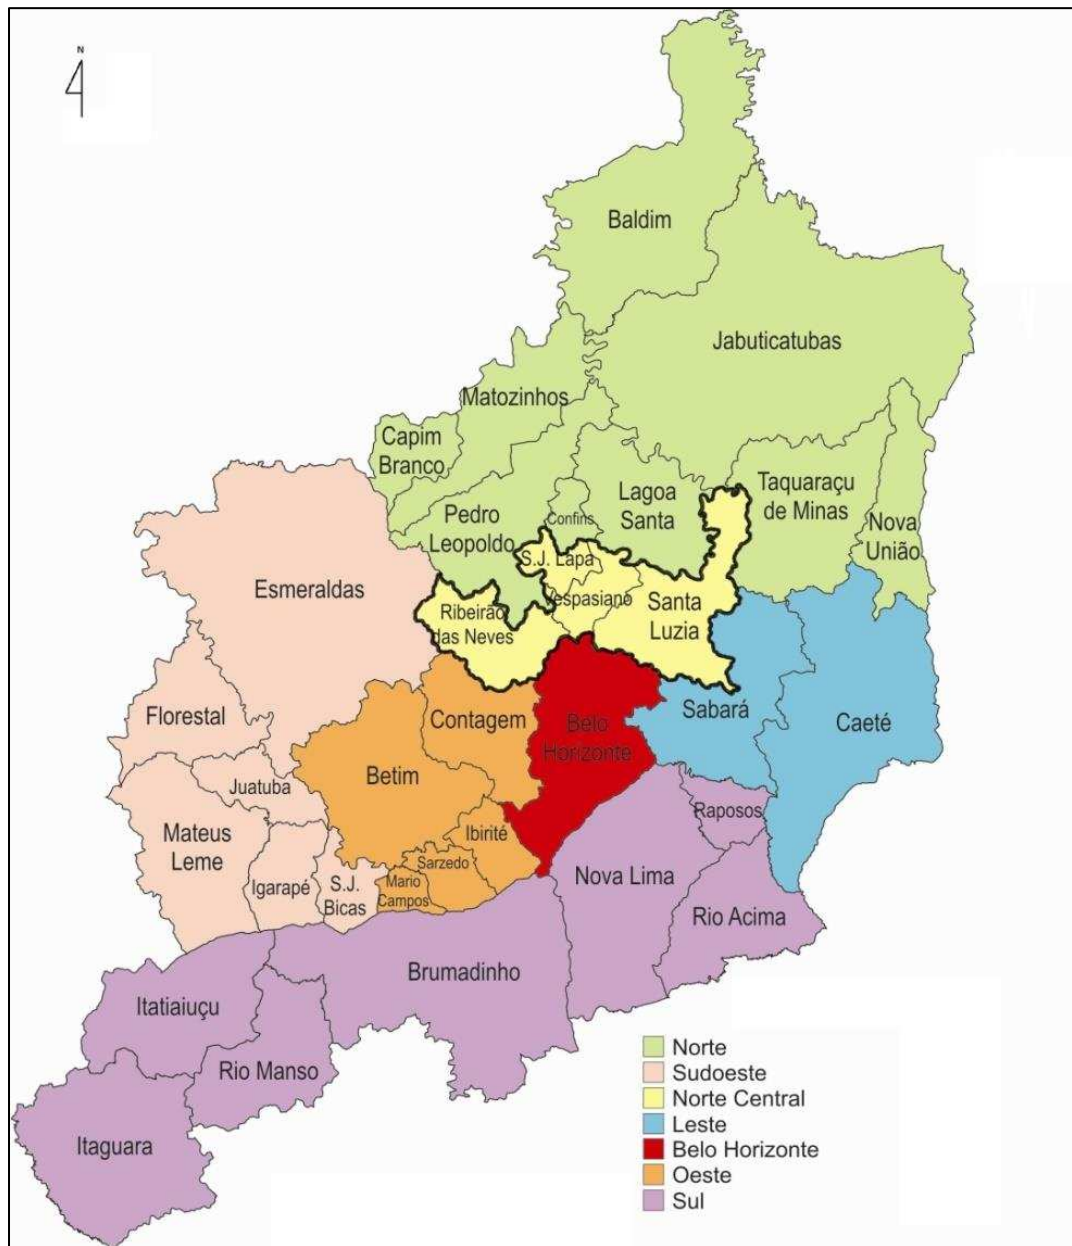 N
Baldim
Jabuticatubas
Matozinhos
Capim
Branco
Taquaraçu
de Minas
Lagoa
Santa
Pedro
Leopoldo
Confins
Nova
União
S.J. Lapa
Esmeraldas
Vespasiano
Santa
Luzia
Ribeirão
das Neves
Florestal
Contagem
Belo
Horizonte
Sabará
Caeté
Betim
Juatuba
Raposos
Mateus
Leme
Ibirité
Igarapé
S.J.
Bicas
Sarzedo
Mario
Campos
Nova Lima
Rio Acima
Brumadinho
Itatiaiuçu
Rio Manso
Itaguara
Norte
Sudoeste
Norte Central
Leste
Belo Horizonte
Oeste
Sul